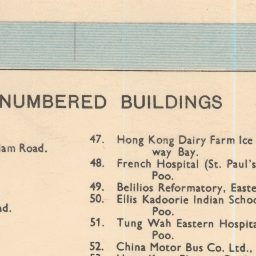 NUMBERED BUILDINGS
lam Road.
ad.
47. Hong Kong Dairy Farm Ice
way Bay.
48. French Hospital (St. Paul's
Poo.
49. Belilios Reformatory, Easte
50. Ellis Kadoorie Indian Schoo
Poo.
51. Tung Wah Eastern Hospita
Poo.
52. China Motor Bus Co. Ltd.,